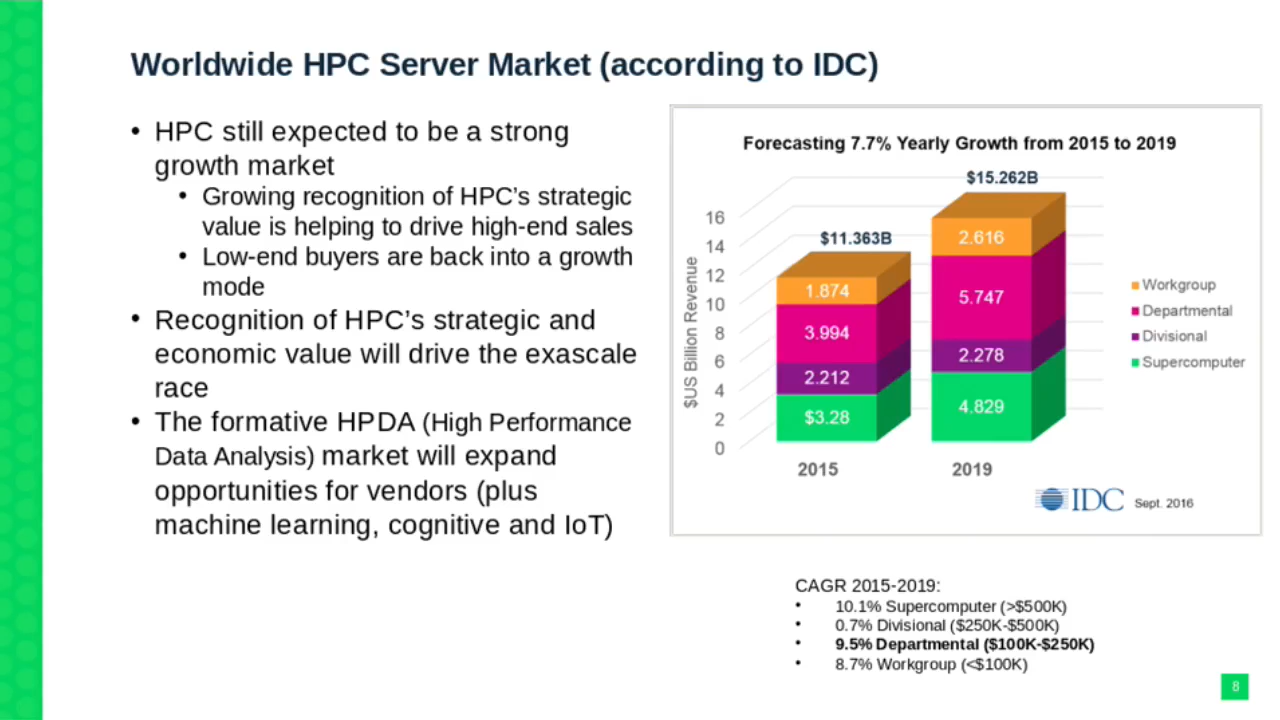 Worldwide HPC Server Market (according to IDC)
• HPC still expected to be a strong
growth market
• Growing recognition of HPC’s strategic
value is helping to drive high-end sales
• Low-end buyers are back into a growth
mode
• Recognition of HPC’s strategic and
economic value will drive the exascale
race
• The formative HPDA (High Performance
Data Analysis) market will expand
opportunities for vendors (plus
machine learning, cognitive and IoT)
Forecasting 7.7% Yearly Growth from 2015 to 2019
$15.262B
$11.363B
$US Billion Revenue
16
14
12
10
8
6
4
2
0
1.874
3.994
2.212
$3.28
2.616
5.747
2.278
4.829
2015
2019
Workgroup
Departmental
Divisional
Supercomputer
IDC Sept. 2016
CAGR 2015-2019:
• 10.1% Supercomputer (>$500K)
• 0.7% Divisional ($250K-$500K)
• 9.5% Departmental ($100K-$250K)
• 8.7% Workgroup (<$100K)
8